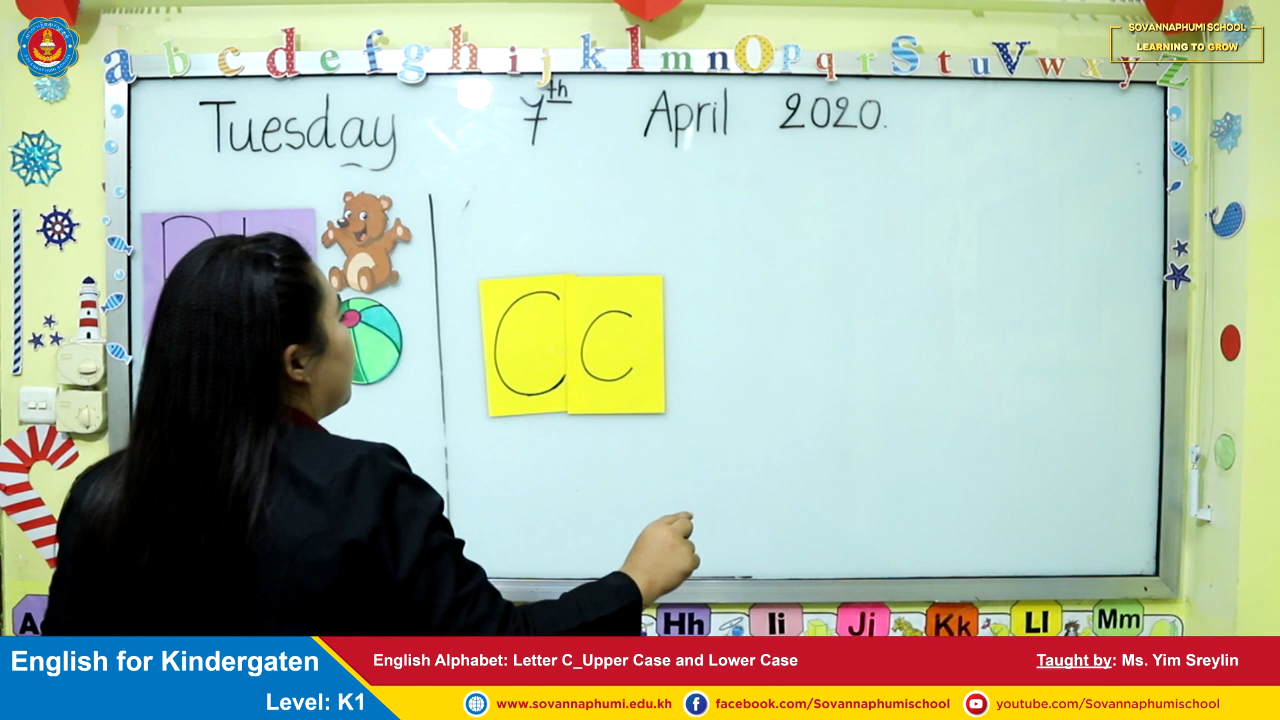 SOVANNAPHUMI SCHOOL
LEARNING TO GROW
a b c d e f g h i j k l m n o p q r s t u v w x y z
Tuesday 7th April 2020.
C c
Hh Ii Jj Kk Ll Mm
English for Kindergaten
Level: K1
English Alphabet: Letter C_Upper Case and Lower Case
Taught by: Ms. Yim Sreylin
www.sovannaphumi.edu.kh
facebook.com/Sovannaphumischool
youtube.com/Sovannaphumischool